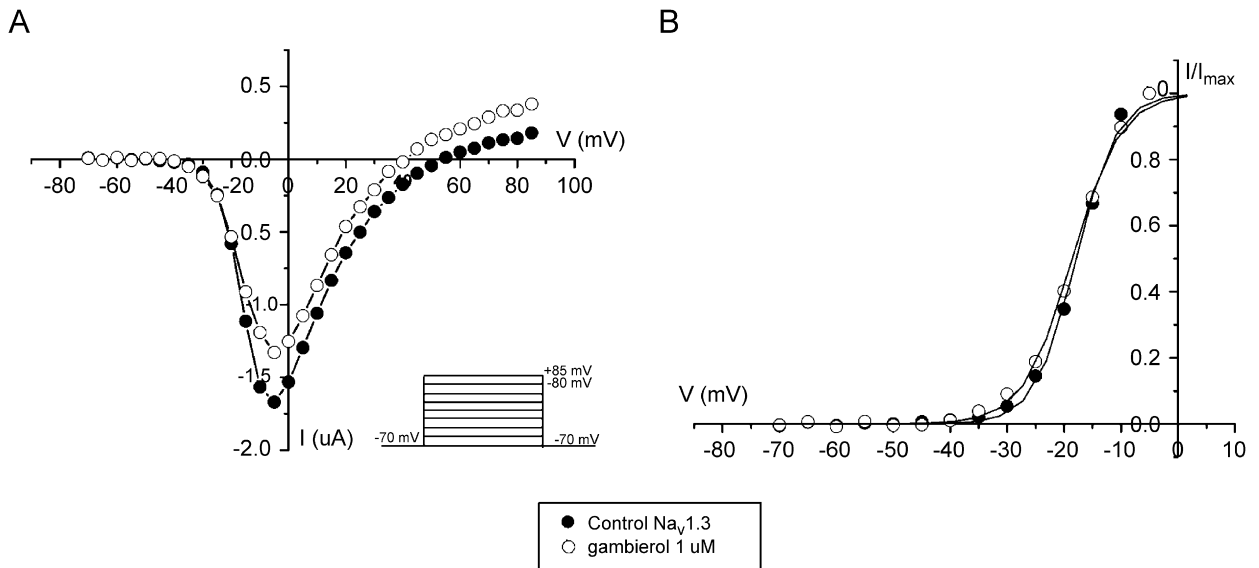 A
B
0.5
V (mV)
0.0
-80 -60 -40 -20 0 20 40 60 80 100
-0.5
-1.0
-1.5
-2.0
I (uA)
+85 mV
-80 mV
-70 mV
-70 mV
I/Imax
0
0.8
0.6
0.4
0.2
V (mV)
0.0
-80 -70 -60 -50 -40 -30 -20 -10 0 10
Control Nav1.3
gambierol 1 uM